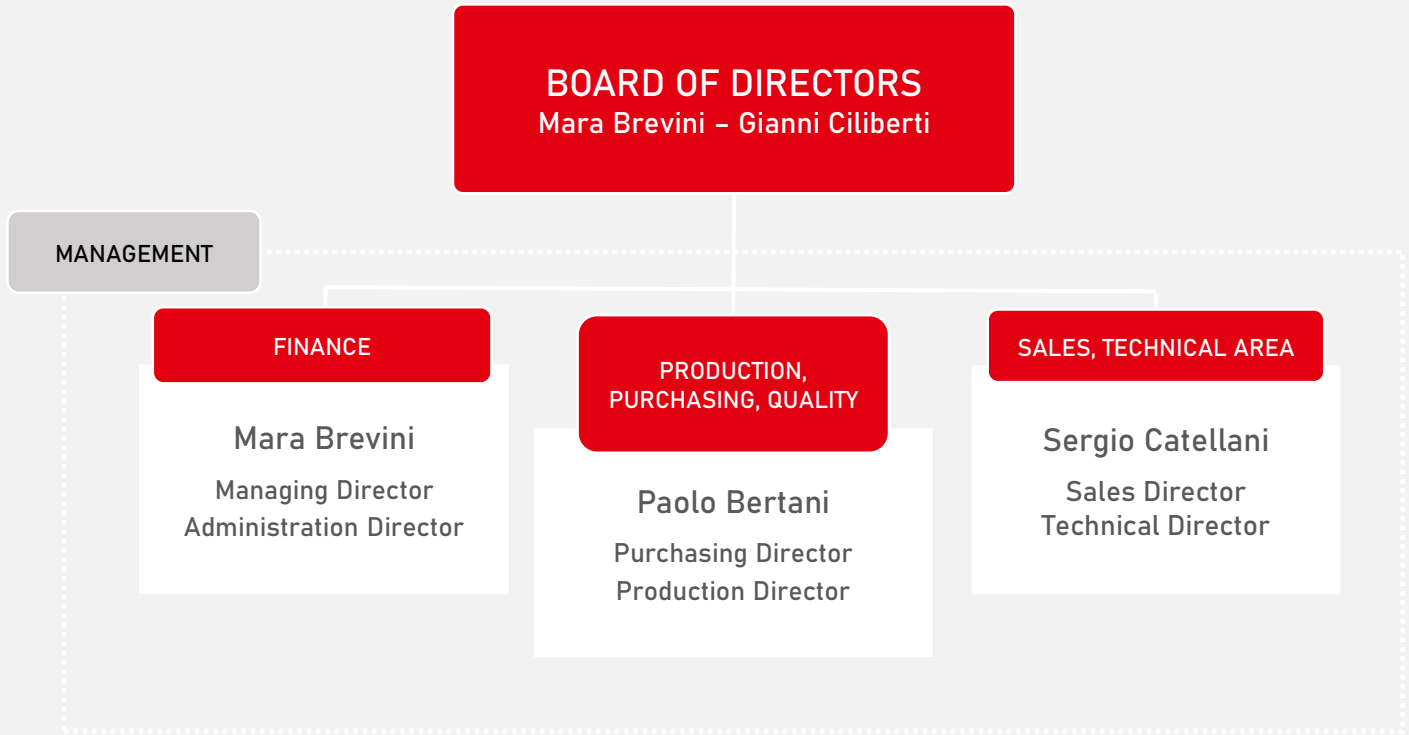 BOARD OF DIRECTORS
Mara Brevini – Gianni Ciliberti
MANAGEMENT
FINANCE
Mara Brevini
Managing Director
Administration Director
PRODUCTION,
PURCHASING, QUALITY
Paolo Bertani
Purchasing Director
Production Director
SALES, TECHNICAL AREA
Sergio Catellani
Sales Director
Technical Director